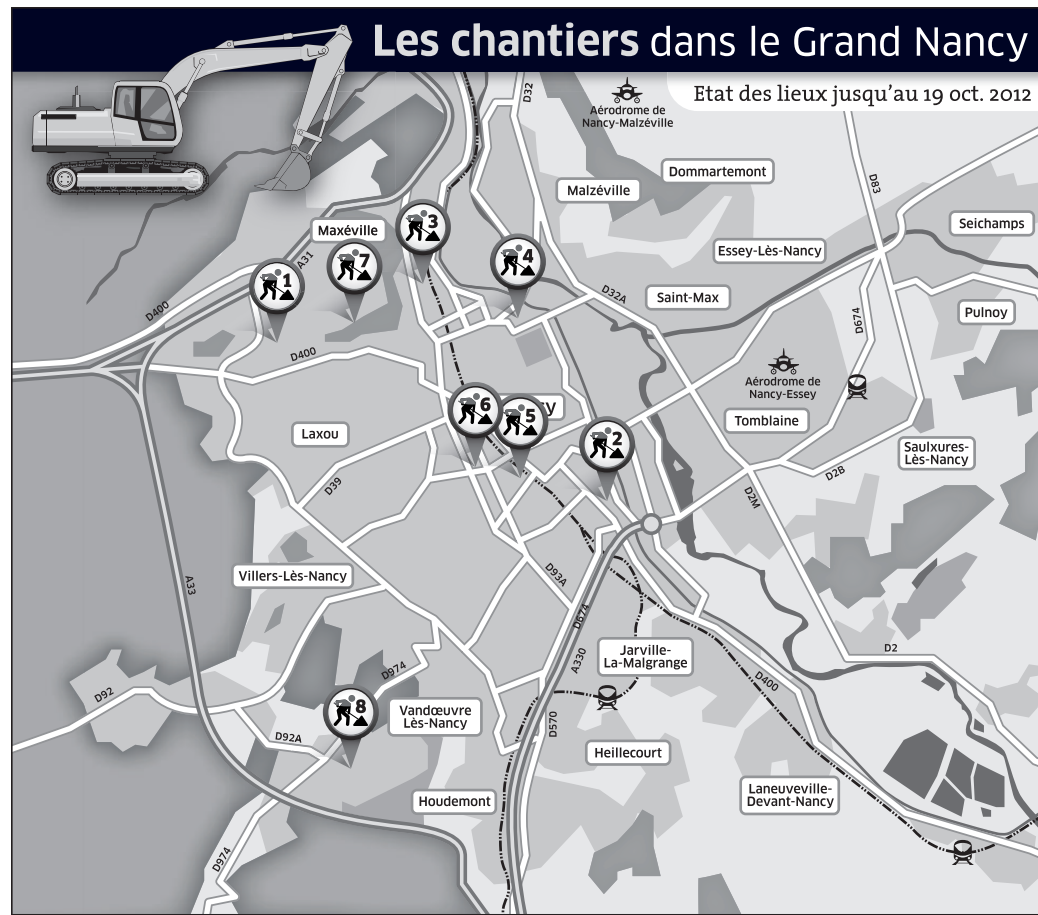 Les chantiers dans le Grand Nancy
Etat des lieux jusqu'au 19 oct. 2012
D32
Aérodrome de
Nancy-Malzéville
Dommartemont
Malzéville
D83
Seichamps
Maxéville
3
A31
7
4
Essey-Lès-Nancy
1
D400
D32A
Saint-Max
D674
Pulnoy
D400
Aérodrome de
Nancy-Essey
6
5
cy
2
Tomblaine
Laxou
Saulxures-
Lès-Nancy
D2B
D39
D2M
Villers-Lès-Nancy
D93A
A33
D674
D2
Jarville-
La-Malgrange
A330
D974
D400
D92
8
Vandœuvre
Lès-Nancy
D570
D92A
Heillecourt
Houdemont
Laneuveville-
Devant-Nancy
D974